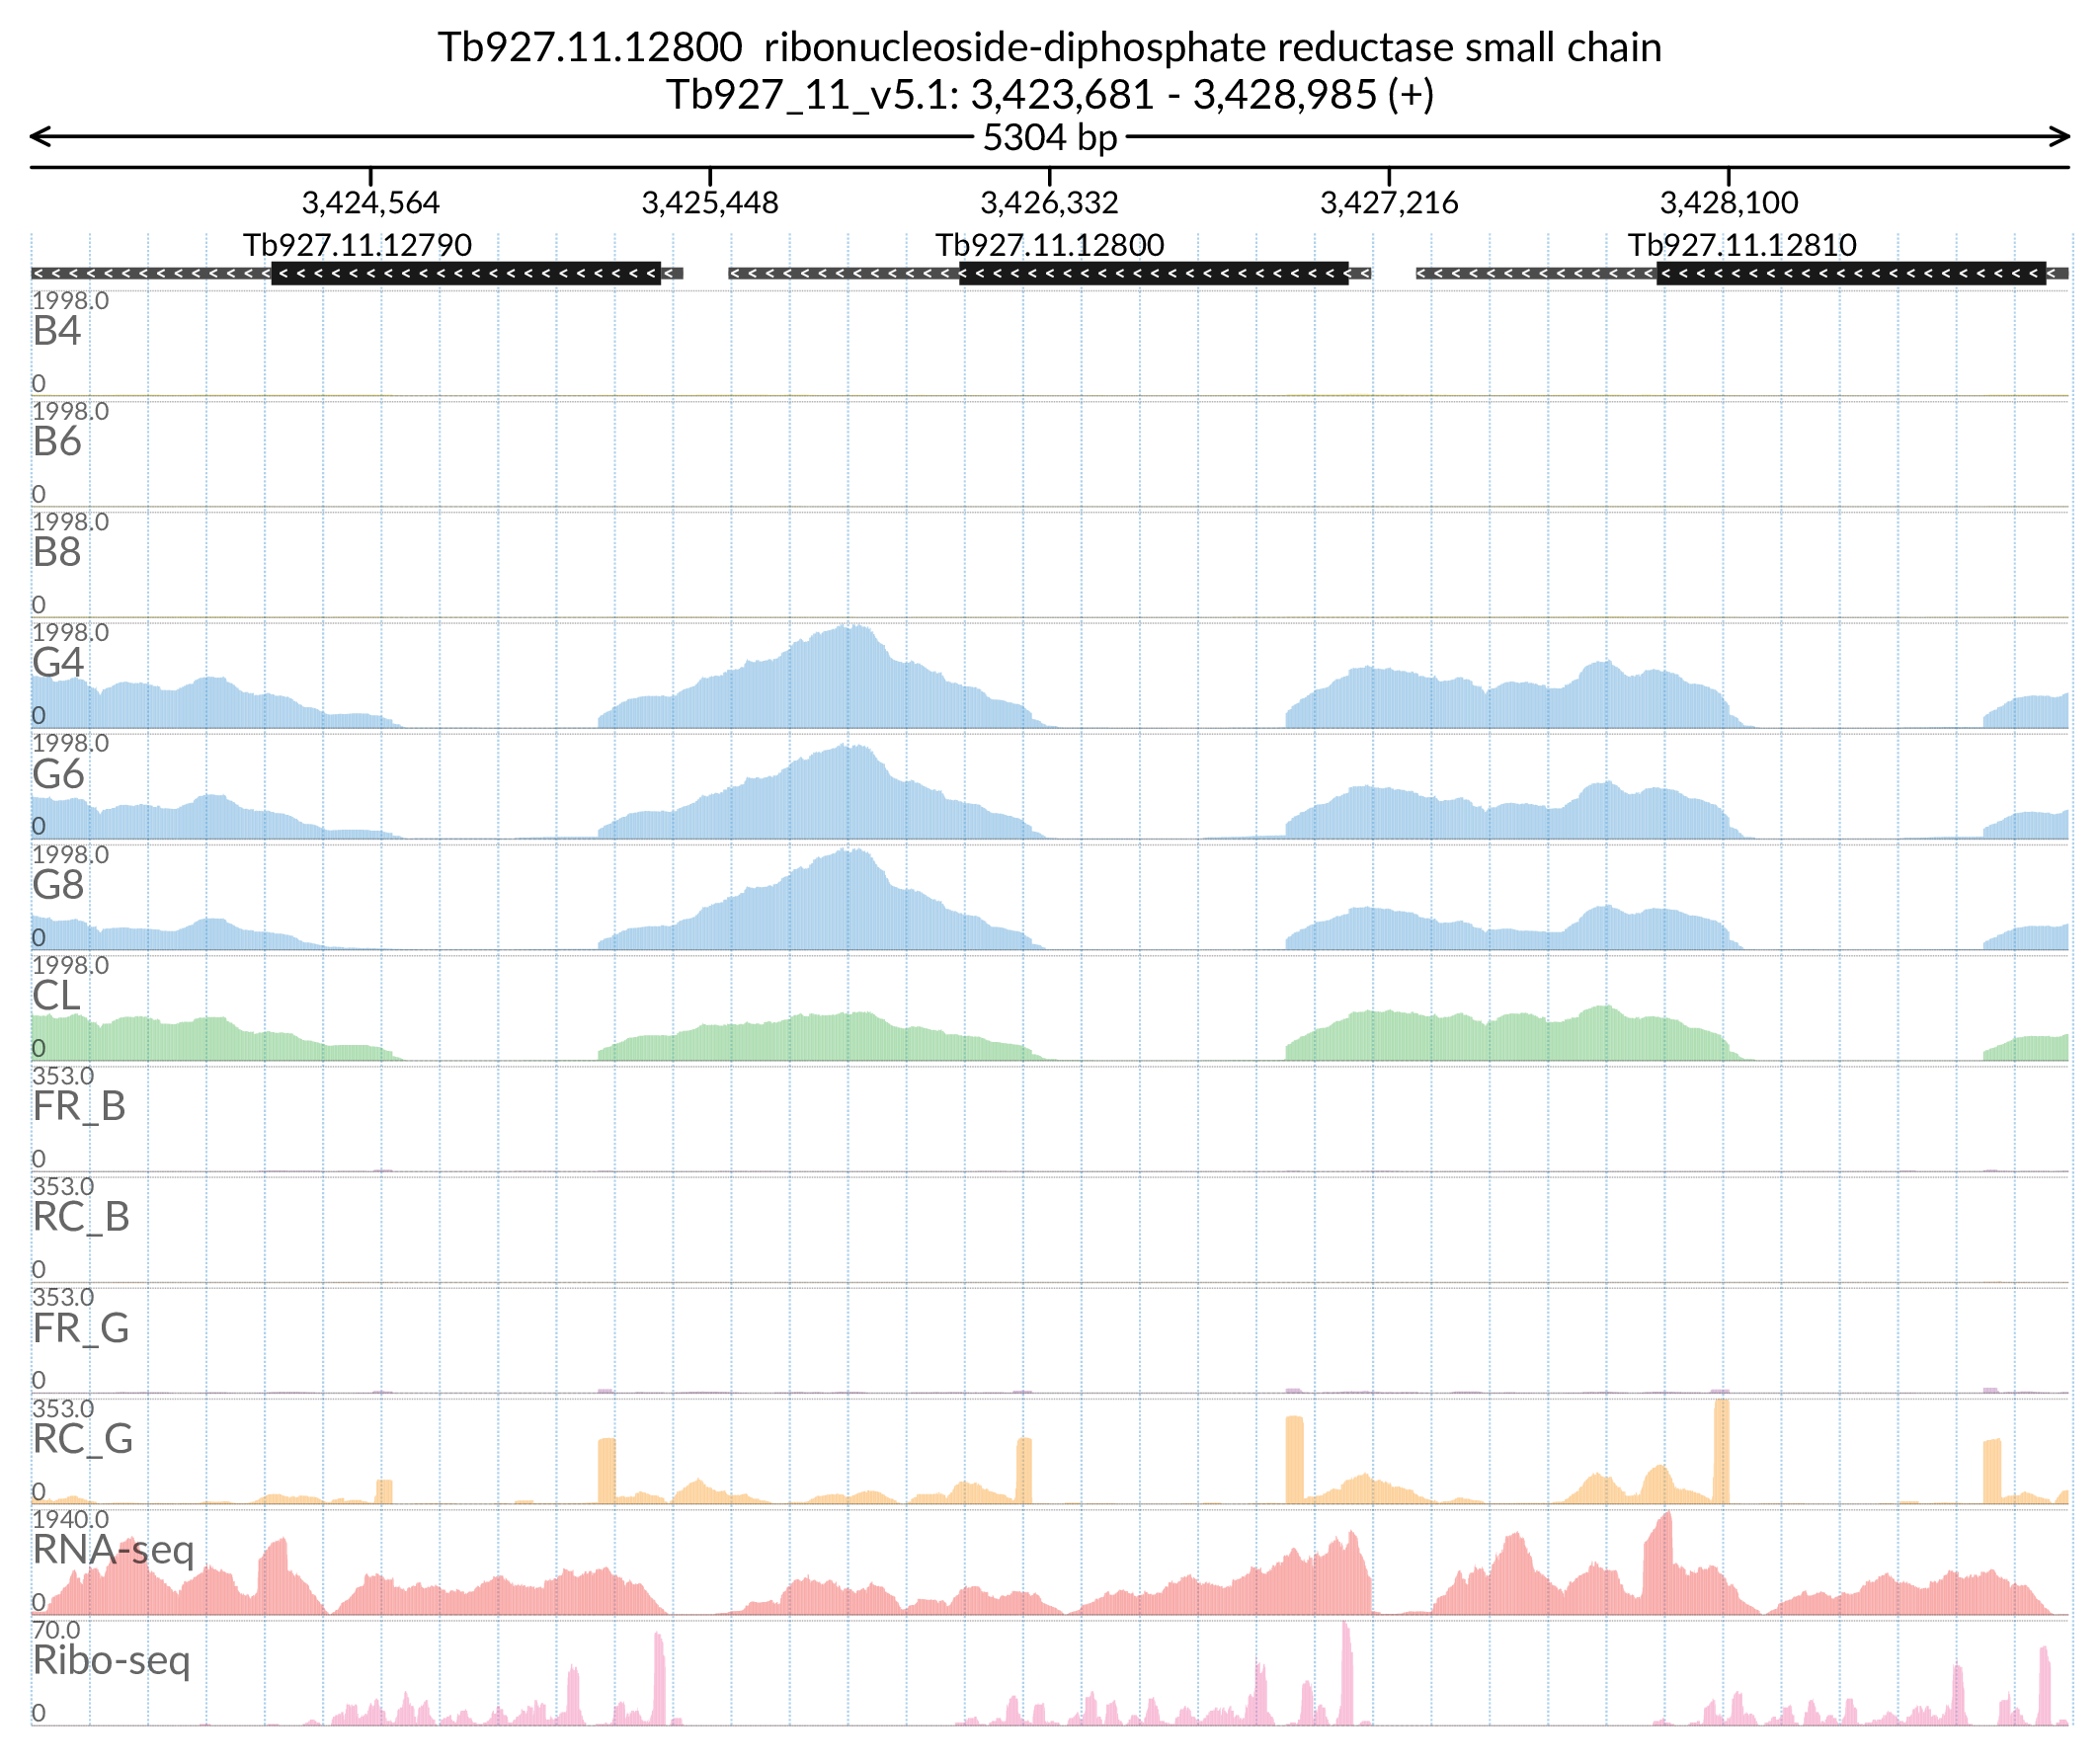 Tb927.11.12800  ribonucleoside-diphosphate reductase small chain
Tb927_11_v5.1: 3,423,681 - 3,428,985 (+)
5304 bp
3,424,564 3,425,448 3,426,332 3,427,216 3,428,100
Tb927.11.12790 Tb927.11.12800 Tb927.11.12810
1998.0
B4
0
1998.0
B6
0
1998.0
B8
0
1998.0
G4
0
1998.0
G6
0
1998.0
G8
0
1998.0
CL
0
353.0
FR_B
0
353.0
RC_B
0
353.0
FR_G
0
353.0
RC_G
0
1940.0
RNA-seq
0
70.0
Ribo-seq
0